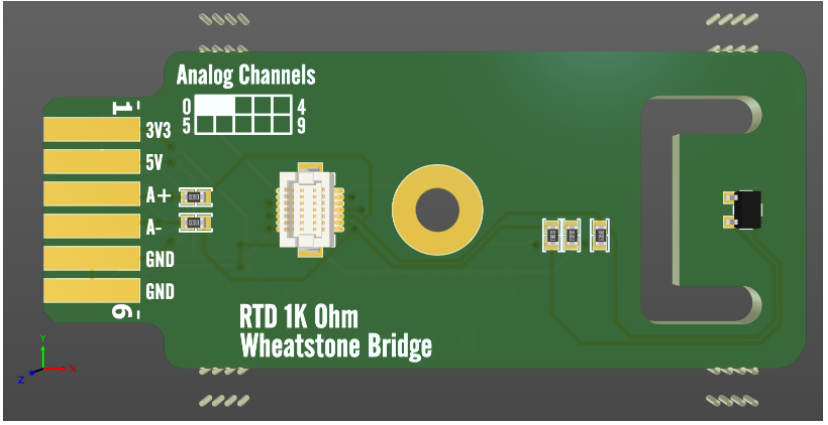 Analog Channels
0 4
5 9
1
3V3
5V
A+
A-
GND
GND
6
RTD 1K Ohm
Wheatstone Bridge
Y
Z X